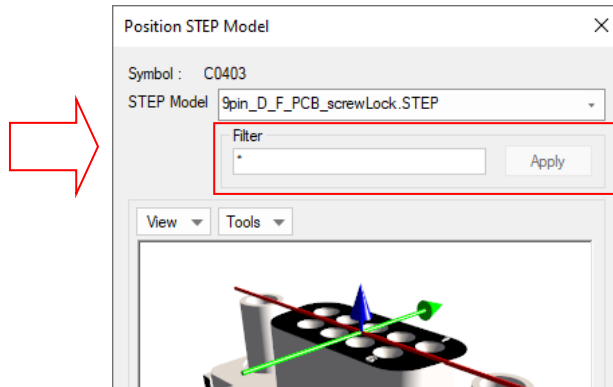 Position STEP Model
Symbol : C0403
STEP Model 9pin_D_F_PCB_screwLock.STEP
Filter
* Apply
View Tools